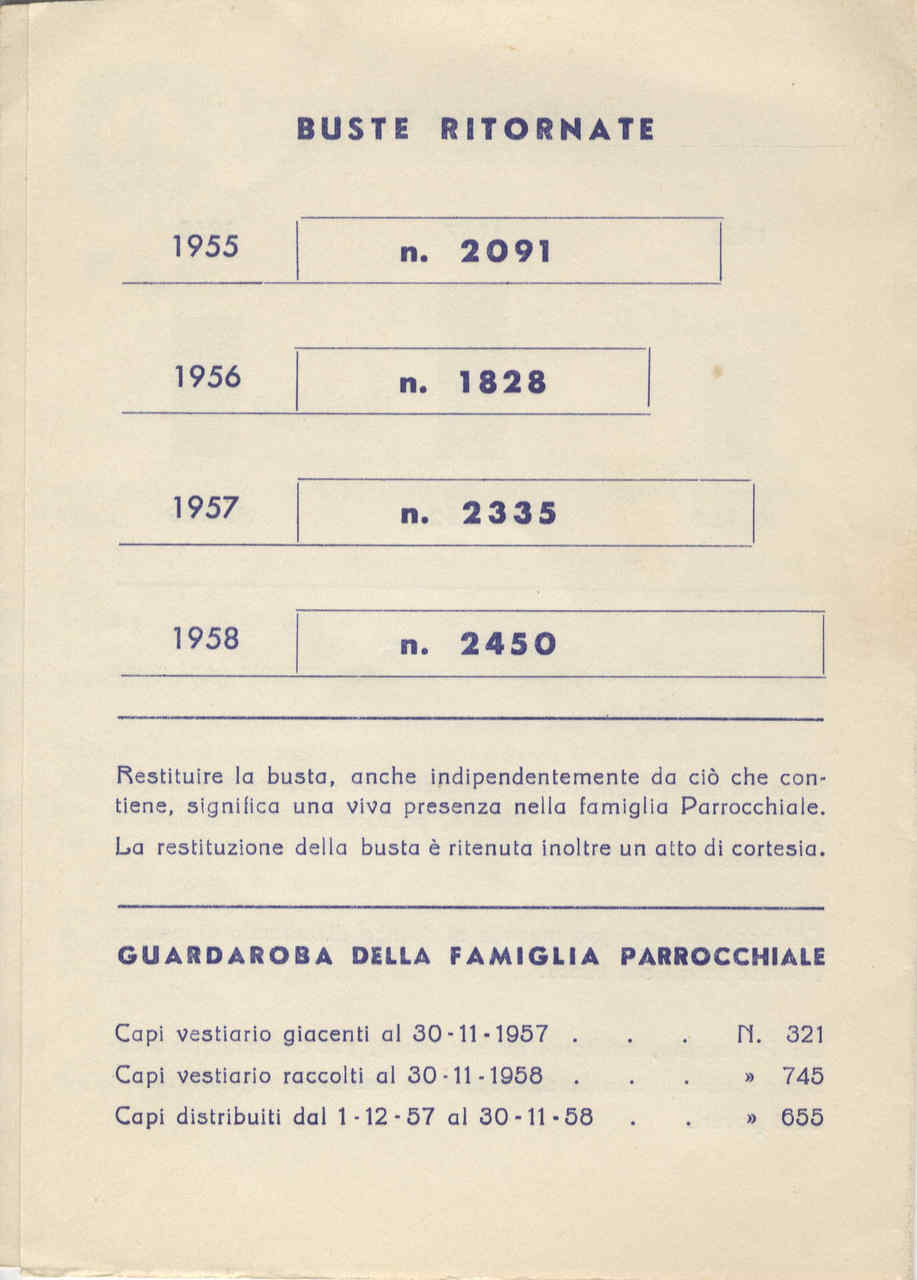 BUSTE RITORNATE
1955 n. 2091
1956 n. 1828
1957 n. 2335
1958 n. 2450
Restituire la busta, anche indipendentemente da ciò che con-
tiene, significa una viva presenza nella famiglia Parrocchiale.
La restituzione della busta è ritenuta inoltre un atto di cortesia.
GUARDAROBA DELLA FAMIGLIA PARROCCHIALE
Capi vestiario giacenti al 30-11-1957 . . . N. 321
Capi vestiario raccolti al 30-11-1958 . . . » 745
Capi distribuiti dal 1-12-57 al 30-11-58 . . » 655